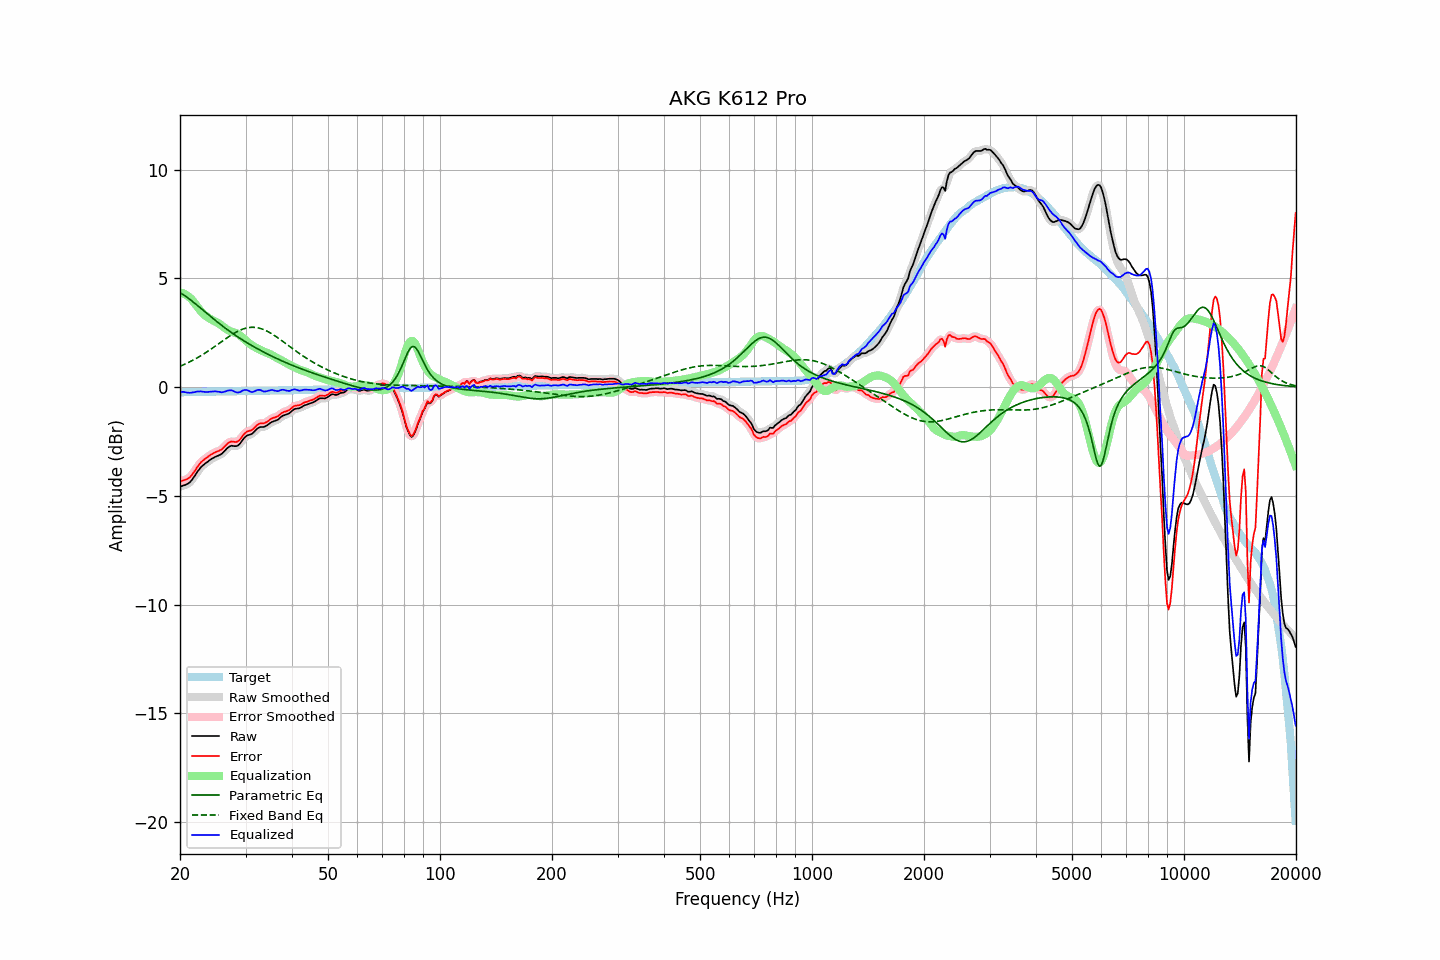 AKG K612 Pro
Amplitude (dBr)
10
5
0
−5
−10
−15
−20
Target
Raw Smoothed
Error Smoothed
Raw
Error
Equalization
Parametric Eq
Fixed Band Eq
Equalized
20 50 100 200 500 1000 2000 5000 10000 20000
Frequency (Hz)